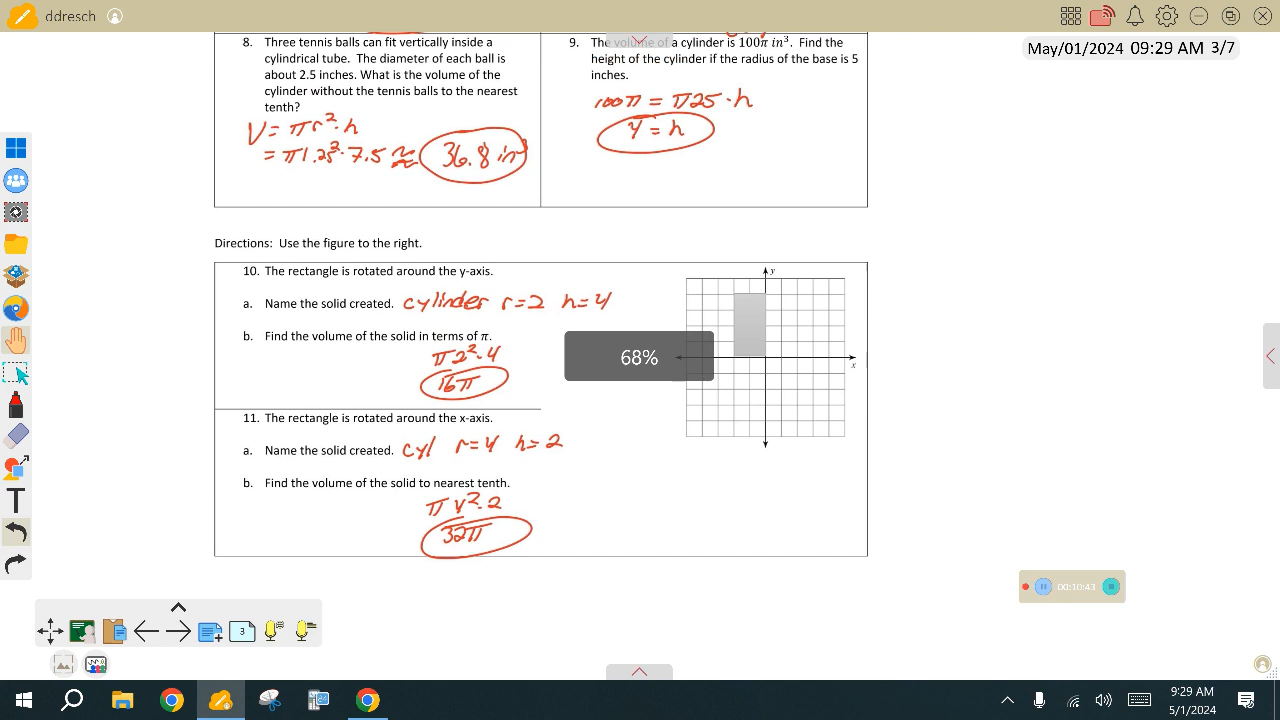 ddresch
May/01/2024 09:29 AM 3/7
8. Three tennis balls can fit vertically inside a
cylindrical tube. The diameter of each ball is
about 2.5 inches. What is the volume of the
cylinder without the tennis balls to the nearest
tenth?
V = πr²·h
= π1.25²·7.5 ≈ 36.8 in³
9. The volume of a cylinder is 100π in³. Find the
height of the cylinder if the radius of the base is 5
inches.
100π = π25·h
4 = h
Directions: Use the figure to the right.
10. The rectangle is rotated around the y-axis.
a. Name the solid created. cylinder r=2 h=4
b. Find the volume of the solid in terms of π.
π2²·4
16π
y
x
68%
11. The rectangle is rotated around the x-axis.
a. Name the solid created. cyl r=4 h=2
b. Find the volume of the solid to nearest tenth.
π4²·2
32π
00:10:43
3
9:29 AM
5/1/2024